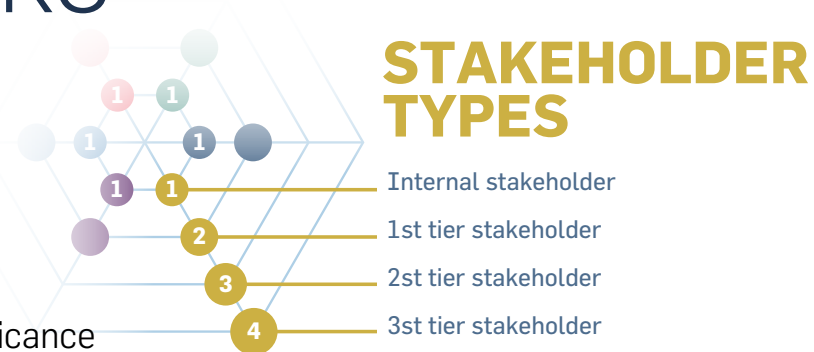 STAKEHOLDER
TYPES
1 1
1 1
1 1 Internal stakeholder
2 1st tier stakeholder
3 2st tier stakeholder
4 3st tier stakeholder